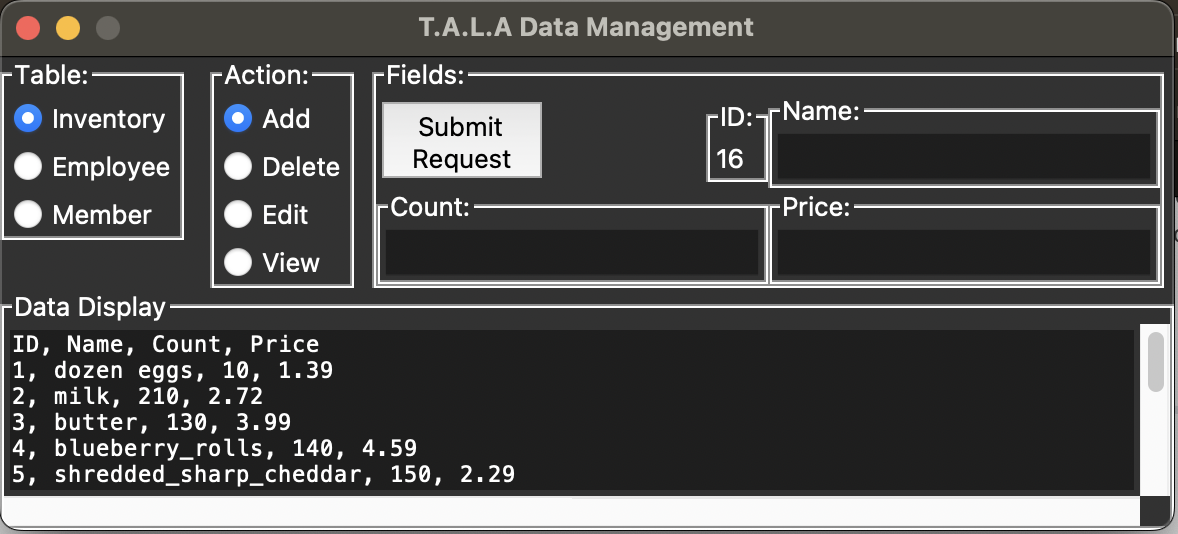 T.A.L.A Data Management
Table:
Inventory
Employee
Member
Action:
Add
Delete
Edit
View
Fields:
Submit
Request
ID:
16
Name:
Count:
Price:
Data Display
ID, Name, Count, Price
1, dozen eggs, 10, 1.39
2, milk, 210, 2.72
3, butter, 130, 3.99
4, blueberry_rolls, 140, 4.59
5, shredded_sharp_cheddar, 150, 2.29